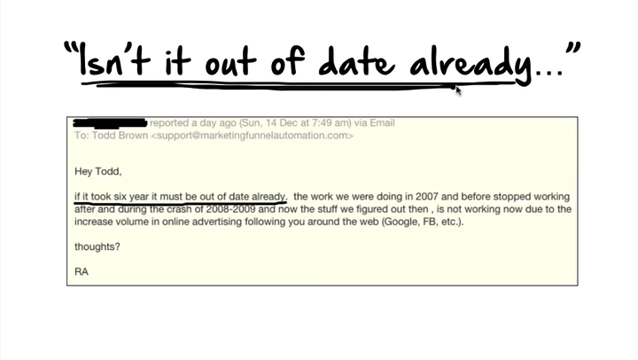 “Isn't it out of date already...”
reported a day ago (Sun, 14 Dec at 7:49 am) via Email
To: Todd Brown <support@marketingfunnelautomation.com>
Hey Todd,
if it took six year it must be out of date already. the work we were doing in 2007 and before stopped working
after and during the crash of 2008-2009 and now the stuff we figured out then , is not working now due to the
increase volume in online advertising following you around the web (Google, FB, etc.).
thoughts?
RA